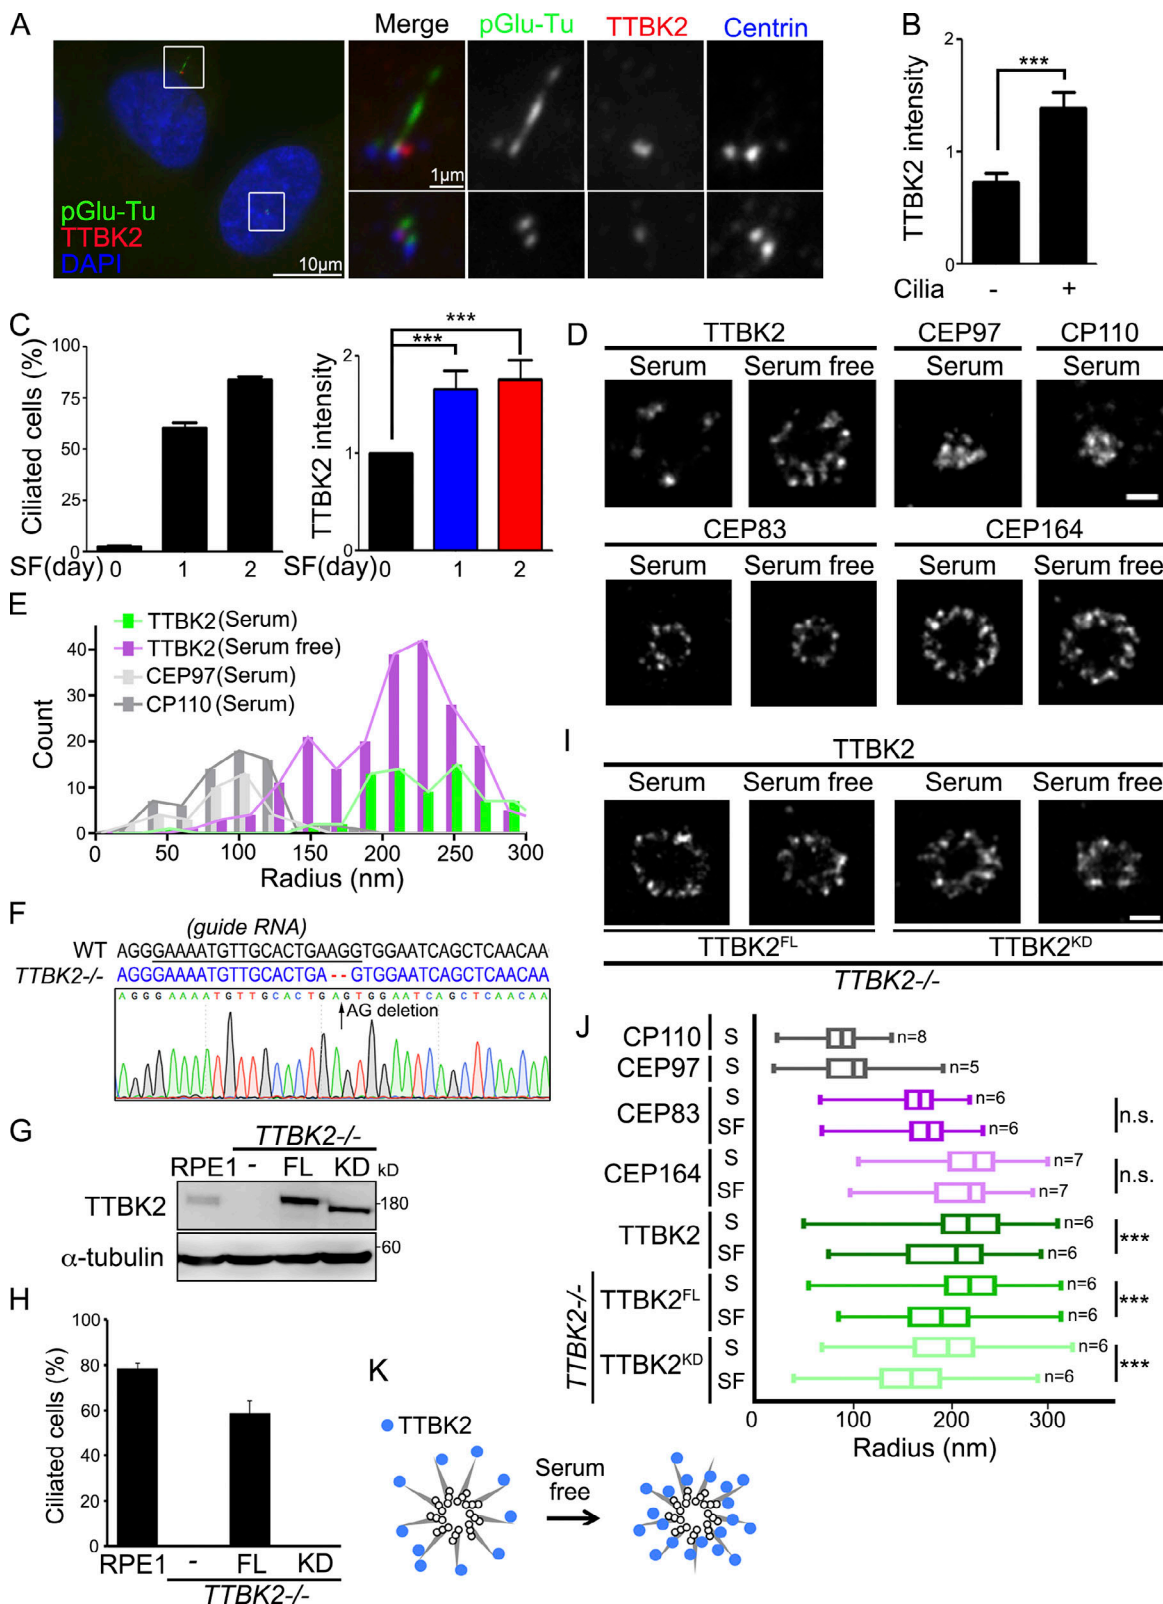 A
Merge pGlu-Tu TTBK2 Centrin
pGlu-Tu
TTBK2
DAPI
10µm
1µm
B
2
***
1
0
TTBK2 intensity
Cilia - +
C
100
75
50
25
0
Ciliated cells (%)
SF(day) 0 1 2
***
***
2
1
0
TTBK2 intensity
SF(day) 0 1 2
D
TTBK2 CEP97 CP110
Serum Serum free Serum Serum
CEP83 CEP164
Serum Serum free Serum Serum free
E
TTBK2 (Serum)
TTBK2 (Serum free)
CEP97 (Serum)
CP110 (Serum)
40
30
20
10
0
Count
0 50 100 150 200 250 300
Radius (nm)
F
(guide RNA)
WT AGGGAAAATGTTGCACTGAAGGTGGAATCAGCTCAACAA
TTBK2-/- AGGGAAAATGTTGCACTGA--GTGGAATCAGCTCAACAA
AGGGAAAATGTTGCACTGAGTGGAATCAGCTCAACAA
AG deletion
G
TTBK2-/-
RPE1 - FL KD kD
TTBK2 -180
α-tubulin 60-
H
100
80
60
40
20
0
Ciliated cells (%)
RPE1 - FL KD
TTBK2-/-
I
TTBK2
Serum Serum free Serum Serum free
TTBK2FL TTBK2KD
TTBK2-/-
J
CP110 S n=8
CEP97 S n=5
CEP83 S n=6
SF n=6
n.s.
CEP164 S n=7
SF n=7
n.s.
TTBK2 S n=6
SF n=6
***
TTBK2-/-
TTBK2FL S n=6
SF n=6
***
TTBK2KD S n=6
SF n=6
***
0 100 200 300
Radius (nm)
K
TTBK2
Serum
free